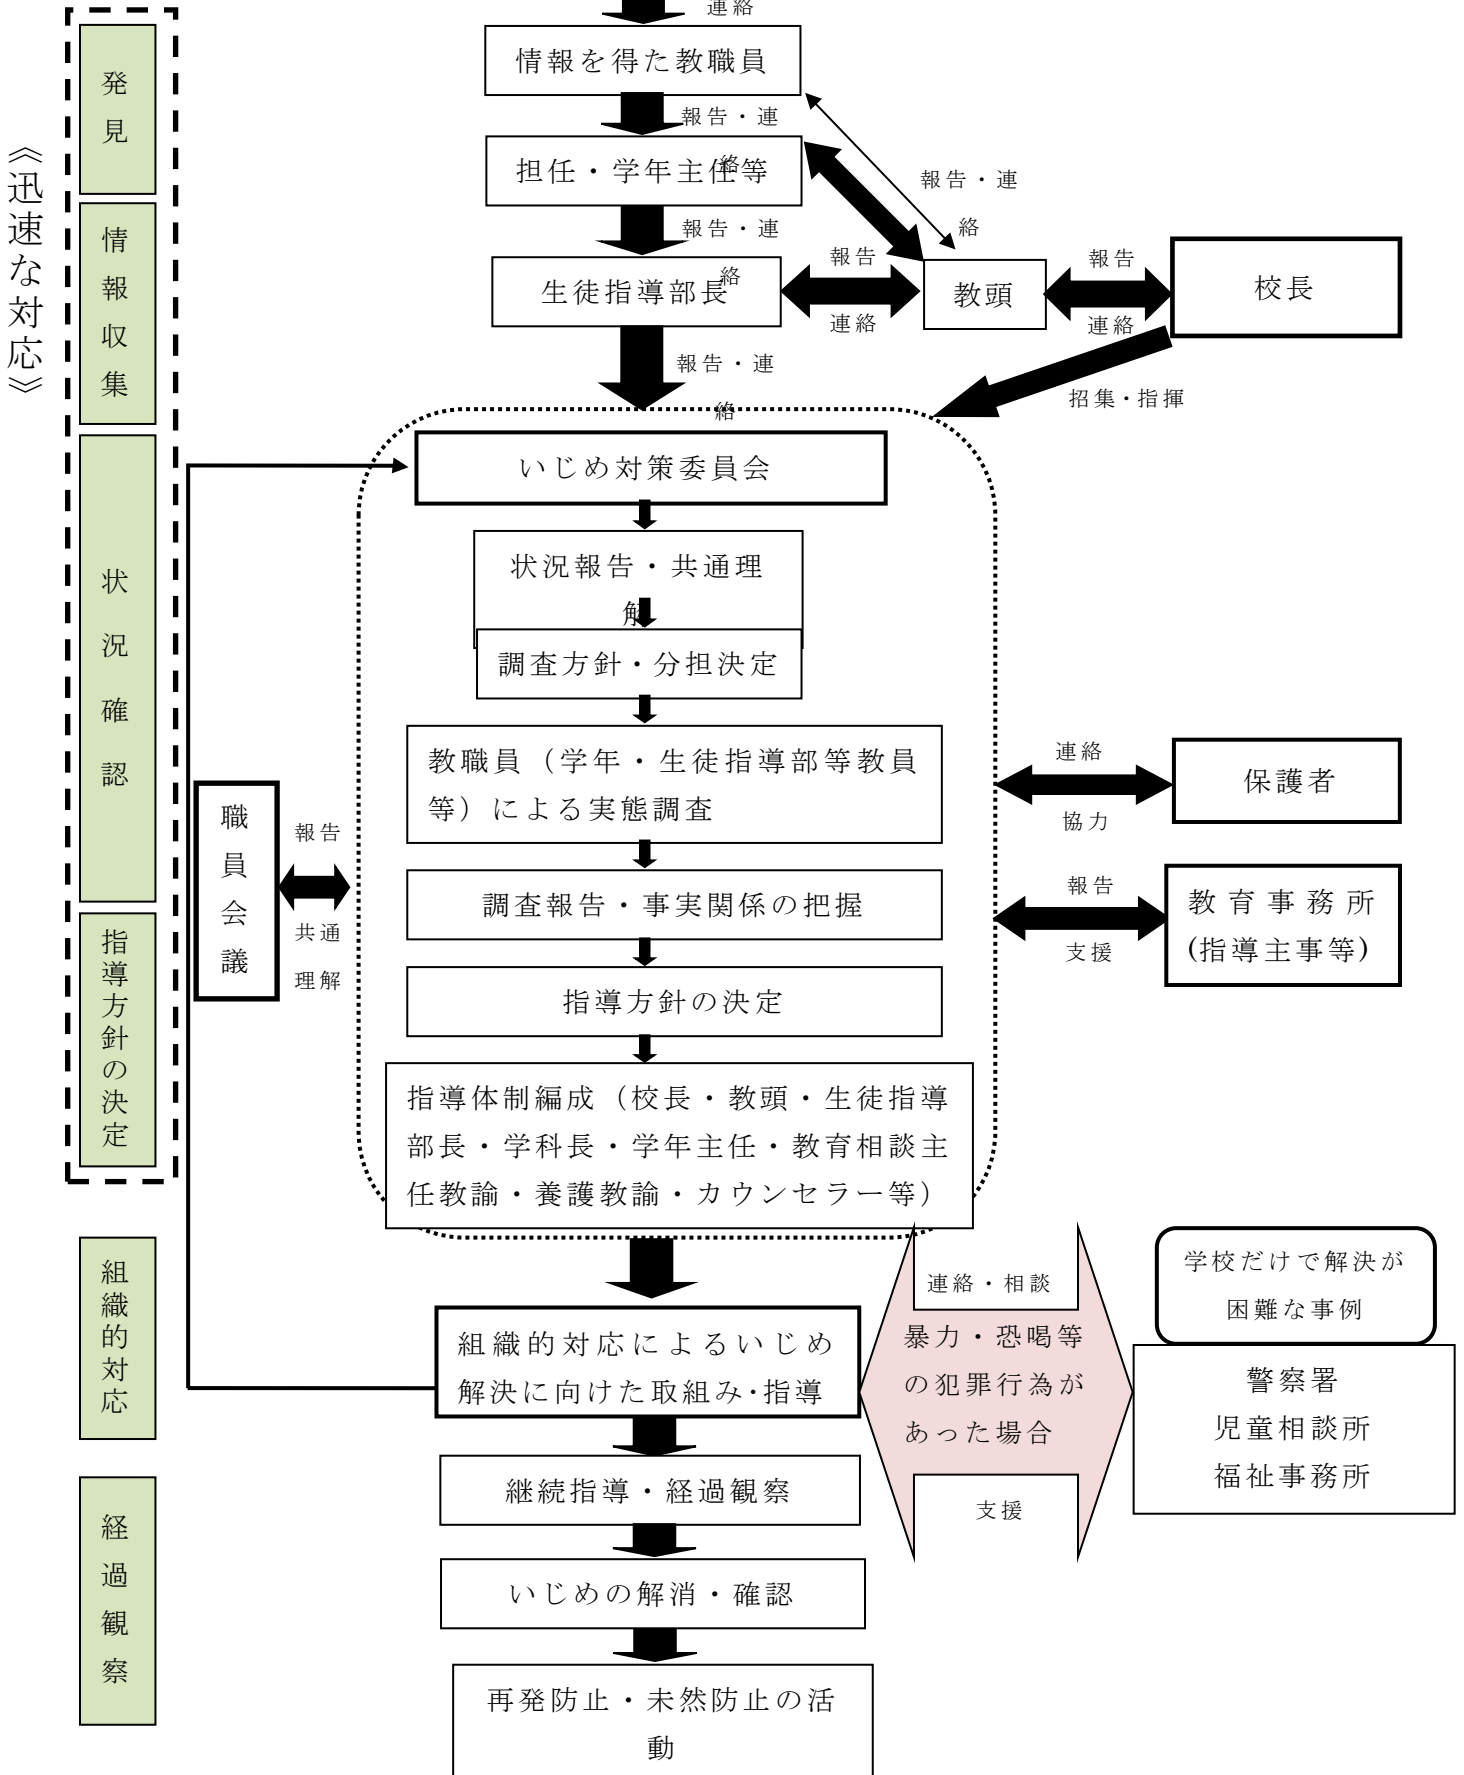 《迅速な対応》
発見
情報収集
状況確認
指導方針の決定
組織的対応
経過観察
連絡
情報を得た教職員
報告・連
絡
担任・学年主任等
報告・連
絡
報告・連
絡
生徒指導部長
報告
連絡
教頭
報告
連絡
校長
報告・連
絡
招集・指揮
いじめ対策委員会
状況報告・共通理
解
調査方針・分担決定
教職員（学年・生徒指導部等教員
等）による実態調査
調査報告・事実関係の把握
指導方針の決定
指導体制編成（校長・教頭・生徒指導
部長・学科長・学年主任・教育相談主
任教諭・養護教諭・カウンセラー等）
職員会議
報告
共通
理解
連絡
協力
保護者
報告
支援
教育事務所
(指導主事等)
組織的対応によるいじめ
解決に向けた取組み・指導
連絡・相談
暴力・恐喝等
の犯罪行為が
あった場合
支援
学校だけで解決が
困難な事例
警察署
児童相談所
福祉事務所
継続指導・経過観察
いじめの解消・確認
再発防止・未然防止の活
動